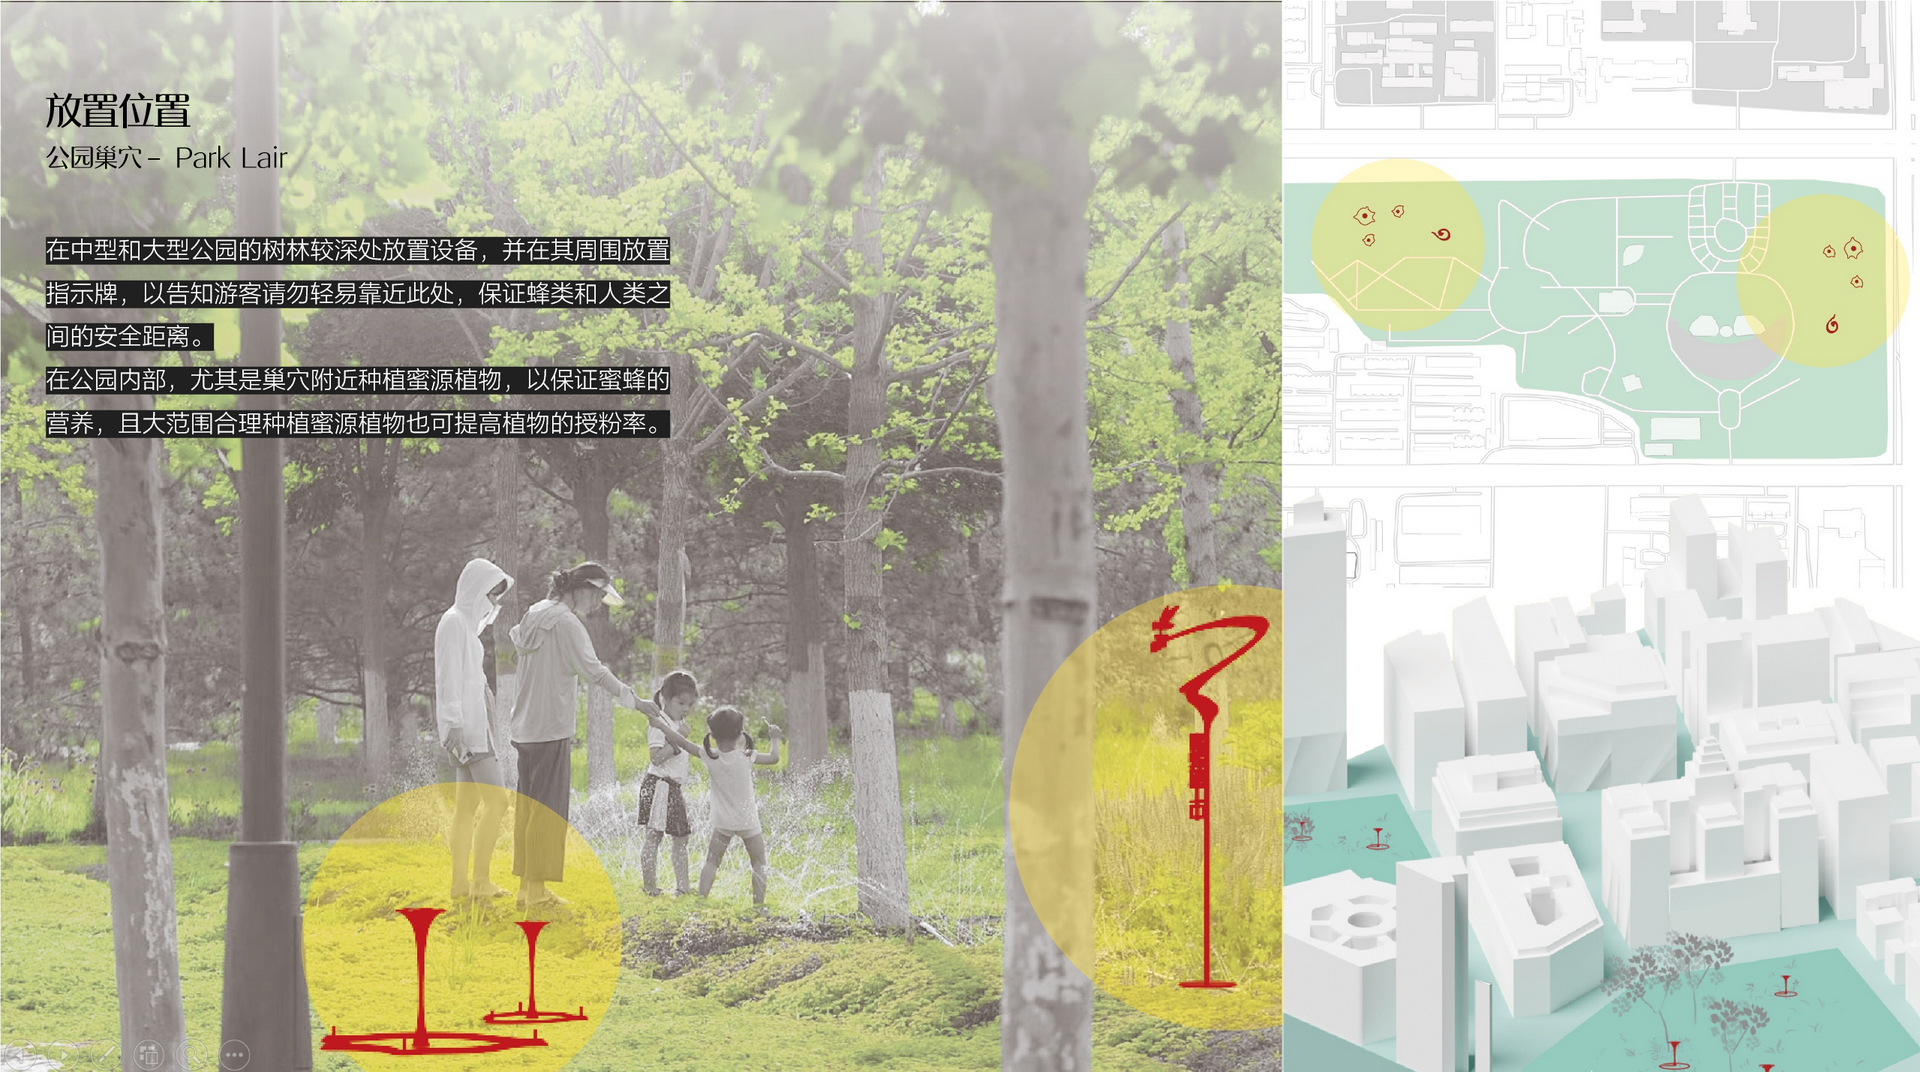 放置位置
公园巢穴 – Park Lair
在中型和大型公园的树林较深处放置设备，并在其周围放置
指示牌，以告知游客请勿轻易靠近此处，保证蜂类和人类之
间的安全距离。
在公园内部，尤其是巢穴附近种植蜜源植物，以保证蜜蜂的
营养，且大范围合理种植蜜源植物也可提高植物的授粉率。